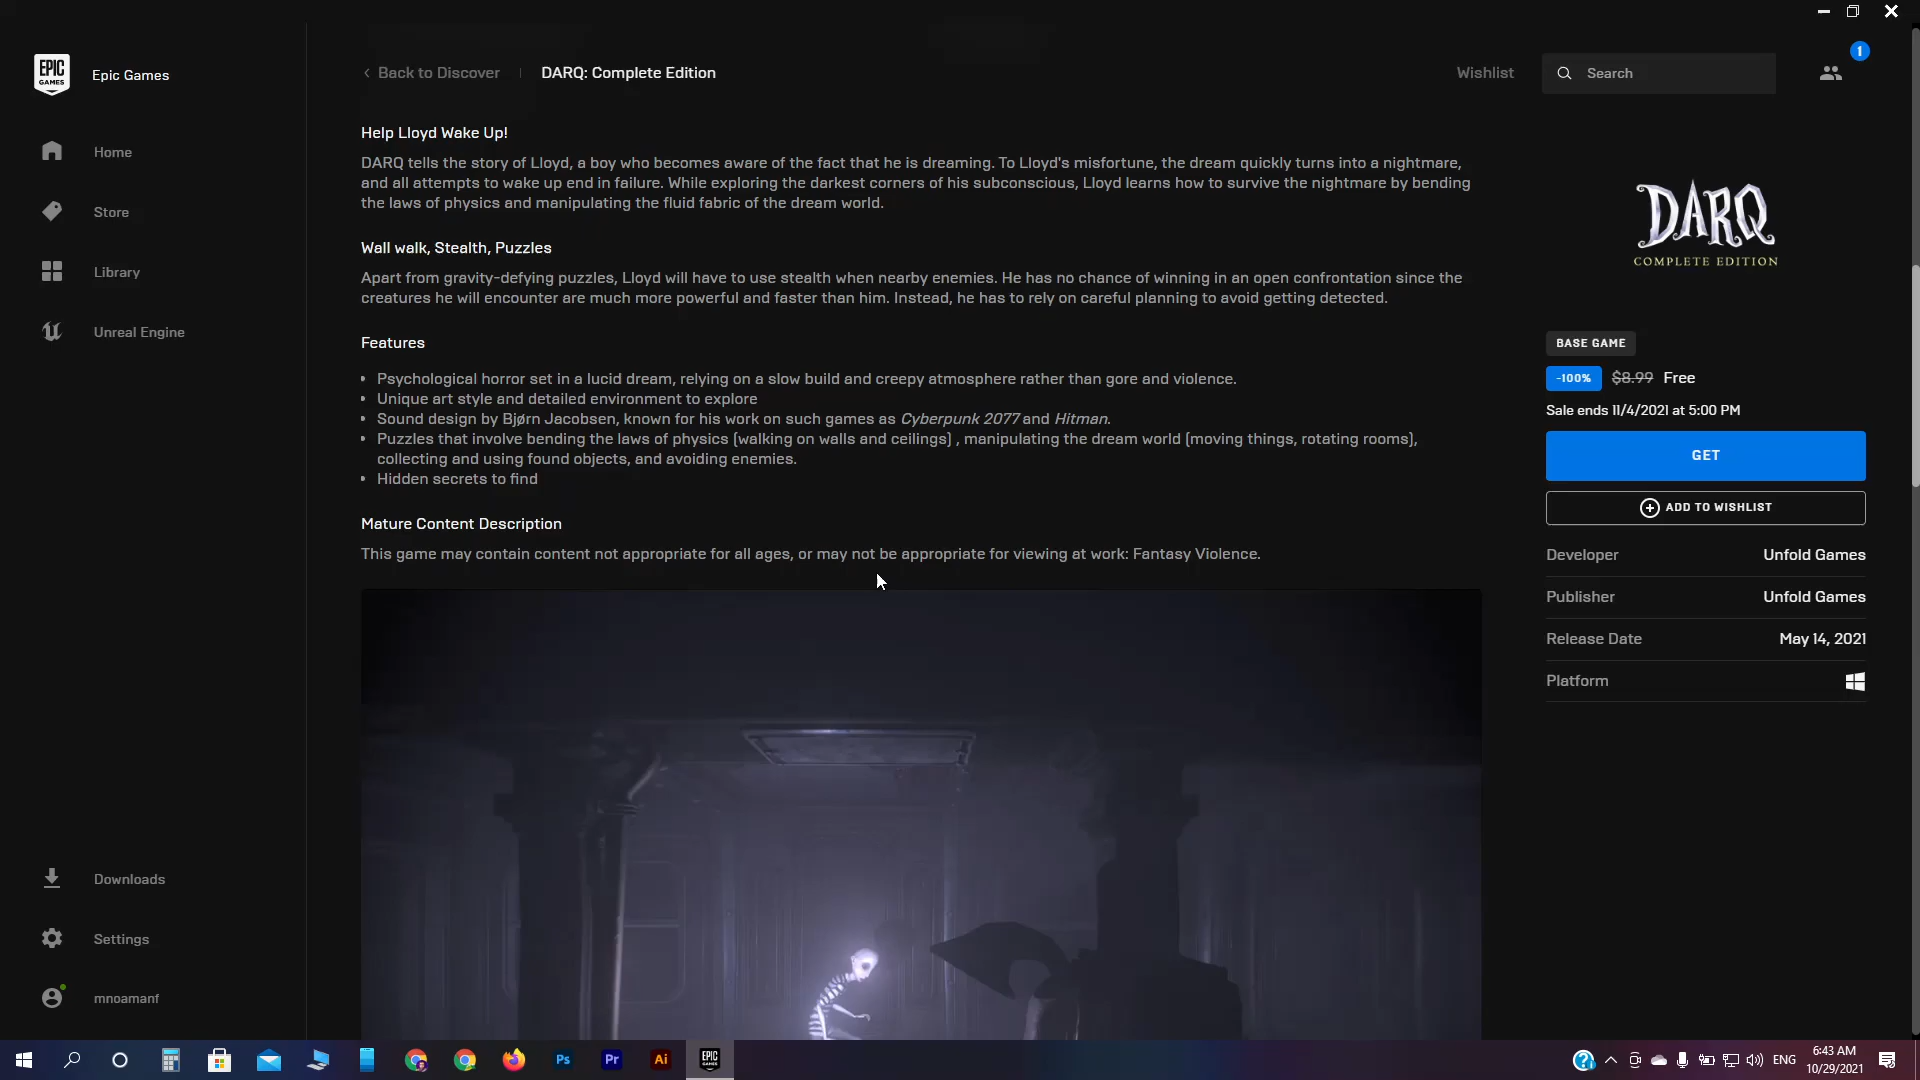 EPIC GAMES
Epic Games
Back to Discover
DARQ: Complete Edition
Wishlist
Search
1
Home
Store
Library
Unreal Engine
Downloads
Settings
mnoamanf
Help Lloyd Wake Up!
DARQ tells the story of Lloyd, a boy who becomes aware of the fact that he is dreaming. To Lloyd's misfortune, the dream quickly turns into a nightmare,
and all attempts to wake up end in failure. While exploring the darkest corners of his subconscious, Lloyd learns how to survive the nightmare by bending
the laws of physics and manipulating the fluid fabric of the dream world.
Wall walk, Stealth, Puzzles
Apart from gravity-defying puzzles, Lloyd will have to use stealth when nearby enemies. He has no chance of winning in an open confrontation since the
creatures he will encounter are much more powerful and faster than him. Instead, he has to rely on careful planning to avoid getting detected.
Features
• Psychological horror set in a lucid dream, relying on a slow build and creepy atmosphere rather than gore and violence.
• Unique art style and detailed environment to explore
• Sound design by Bjørn Jacobsen, known for his work on such games as Cyberpunk 2077 and Hitman.
• Puzzles that involve bending the laws of physics (walking on walls and ceilings) , manipulating the dream world (moving things, rotating rooms),
collecting and using found objects, and avoiding enemies.
• Hidden secrets to find
Mature Content Description
This game may contain content not appropriate for all ages, or may not be appropriate for viewing at work: Fantasy Violence.
DARQ
COMPLETE EDITION
BASE GAME
-100% $8.99 Free
Sale ends 11/4/2021 at 5:00 PM
GET
ADD TO WISHLIST
Developer Unfold Games
Publisher Unfold Games
Release Date May 14, 2021
Platform
Ps
Pr
Ai
EPIC GAMES
ENG
6:43 AM
10/29/2021